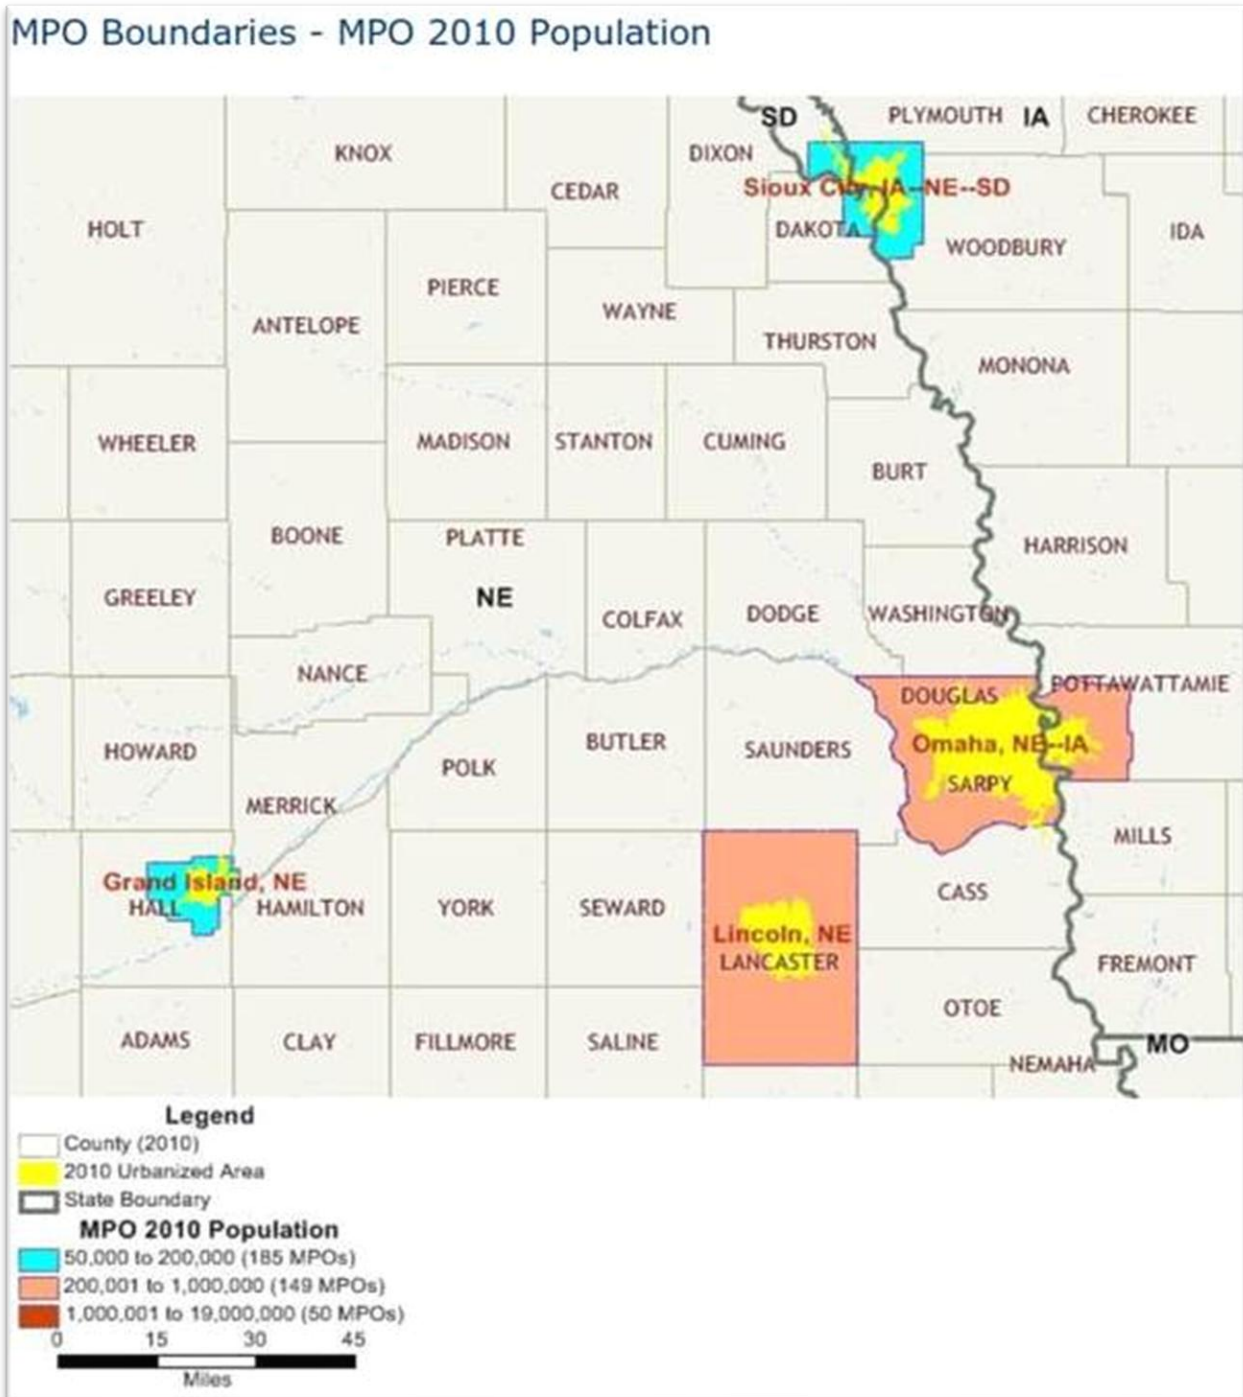 MPO Boundaries - MPO 2010 Population
SD
PLYMOUTH IA CHEROKEE
KNOX
DIXON
CEDAR
Sioux City, IA--NE--SD
HOLT
DAKOTA
WOODBURY
IDA
PIERCE
WAYNE
ANTELOPE
THURSTON
MONONA
WHEELER
MADISON
STANTON
CUMING
BURT
BOONE
PLATTE
HARRISON
GREELEY
NE
COLFAX
DODGE
WASHINGTON
NANCE
DOUGLAS
POTTAWATTAMIE
HOWARD
BUTLER
SAUNDERS
Omaha, NE--IA
POLK
SARPY
MERRICK
MILLS
Grand Island, NE
HALL
HAMILTON
YORK
SEWARD
CASS
Lincoln, NE
LANCASTER
FREMONT
OTOE
ADAMS
CLAY
FILLMORE
SALINE
MO
NEMAHA
Legend
County (2010)
2010 Urbanized Area
State Boundary
MPO 2010 Population
50,000 to 200,000 (185 MPOs)
200,001 to 1,000,000 (149 MPOs)
1,000,001 to 19,000,000 (50 MPOs)
0 15 30 45
Miles